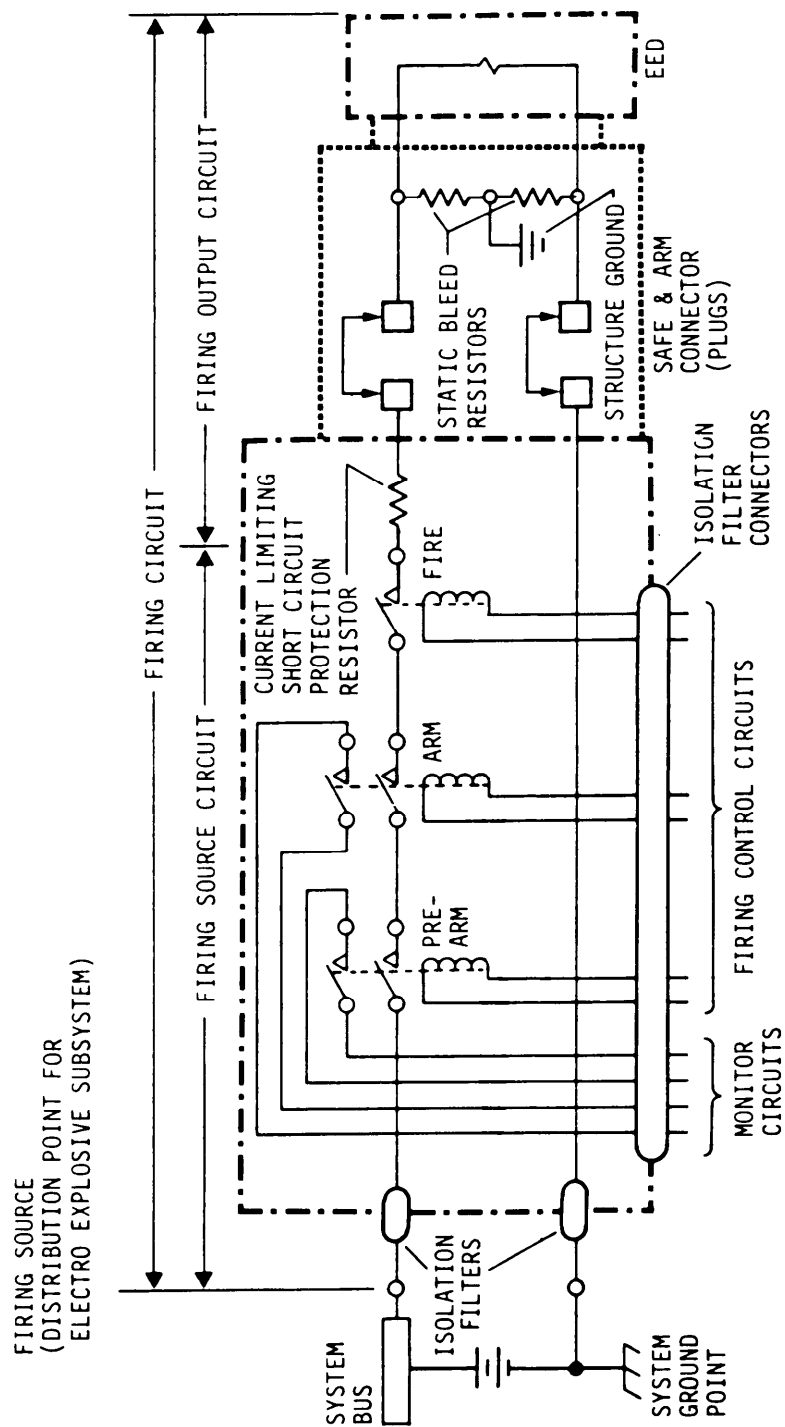 FIRING SOURCE
(DISTRIBUTION POINT FOR
ELECTRO EXPLOSIVE SUBSYSTEM)
FIRING CIRCUIT
FIRING SOURCE CIRCUIT
FIRING OUTPUT CIRCUIT
CURRENT LIMITING
SHORT CIRCUIT
PROTECTION
RESISTOR
PRE-
ARM
ARM
FIRE
STATIC BLEED
RESISTORS
STRUCTURE GROUND
EED
SAFE & ARM
CONNECTOR
(PLUGS)
SYSTEM
BUS
ISOLATION
FILTERS
SYSTEM
GROUND
POINT
MONITOR
CIRCUITS
FIRING CONTROL CIRCUITS
ISOLATION
FILTER
CONNECTORS